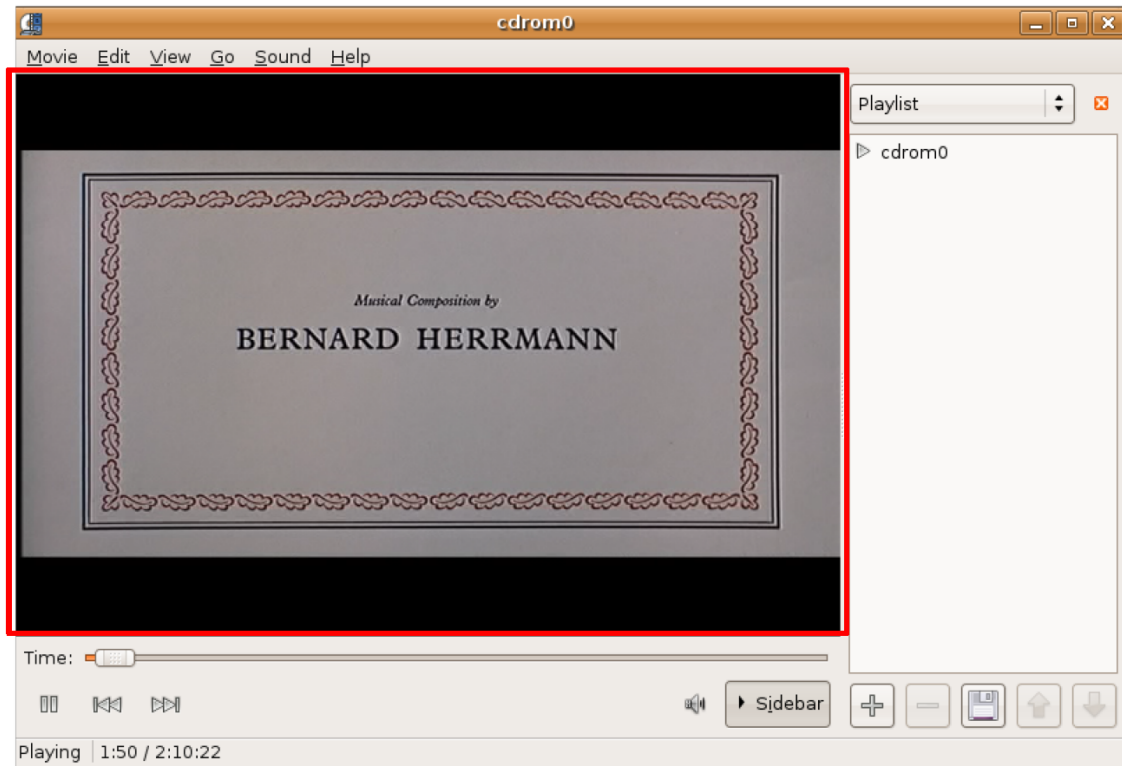 cdrom0
Movie Edit View Go Sound Help
Playlist
cdrom0
Musical Composition by
BERNARD HERRMANN
Time:
Sidebar
Playing 1:50 / 2:10:22